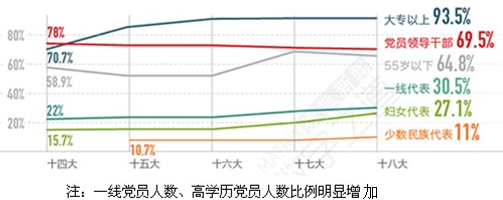 大专以上 93.5%
80%
78%
党员领导干部 69.5%
70.7%
55岁以下 64.8%
60%
58.9%
40%
一线代表 30.5%
22%
妇女代表 27.1%
20%
15.7%
少数民族代表 11%
10.7%
十四大 十五大 十六大 十七大 十八大
注：一线党员人数、高学历党员人数比例明显增加